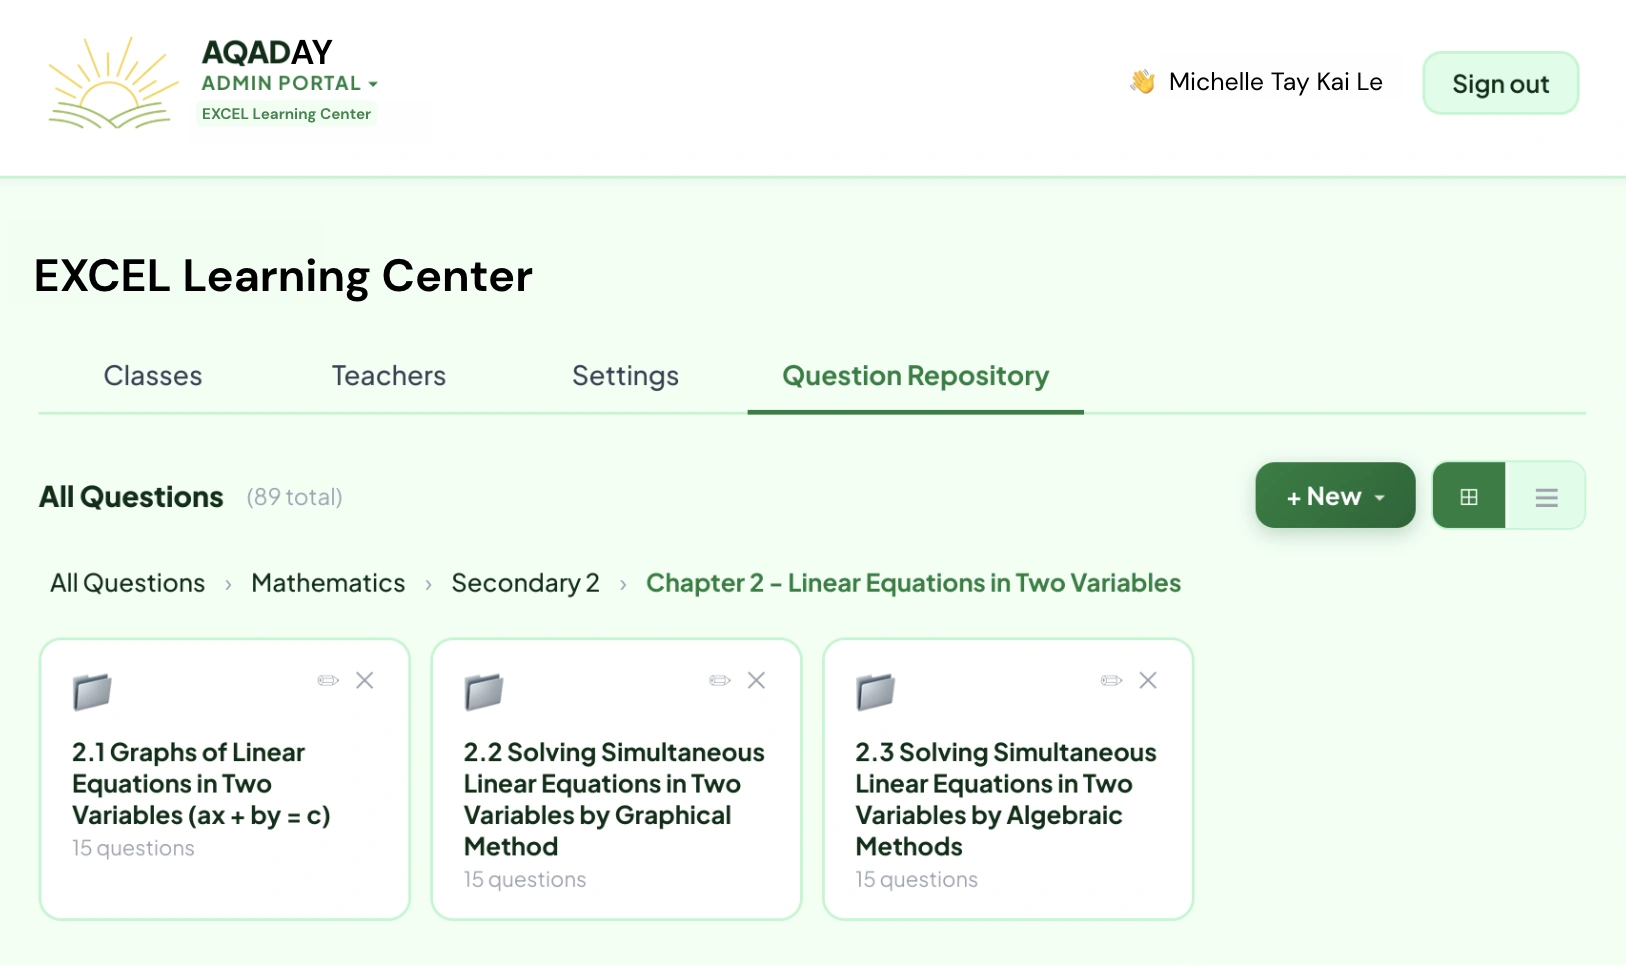 AQADAY
ADMIN PORTAL
EXCEL Learning Center
Michelle Tay Kai Le
Sign out
EXCEL Learning Center
Classes
Teachers
Settings
Question Repository
All Questions (89 total)
+ New
All Questions › Mathematics › Secondary 2 › Chapter 2 – Linear Equations in Two Variables
2.1 Graphs of Linear
Equations in Two
Variables (ax + by = c)
15 questions
2.2 Solving Simultaneous
Linear Equations in Two
Variables by Graphical
Method
15 questions
2.3 Solving Simultaneous
Linear Equations in Two
Variables by Algebraic
Methods
15 questions